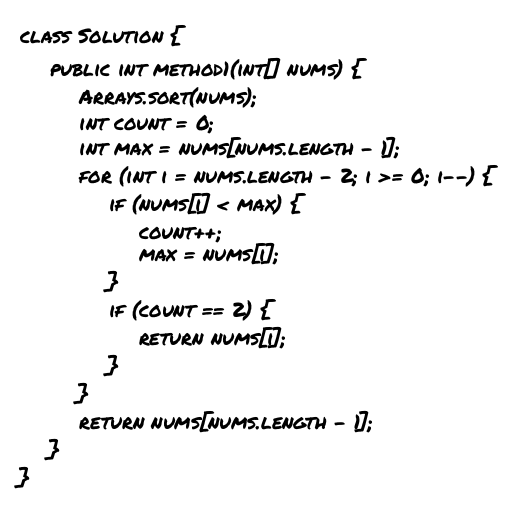 class Solution {
public int method1(int[] nums) {
Arrays.sort(nums);
int count = 0;
int max = nums[nums.length - 1];
for (int i = nums.length - 2; i >= 0; i--) {
if (nums[i] < max) {
count++;
max = nums[i];
}
if (count == 2) {
return nums[i];
}
}
return nums[nums.length - 1];
}
}